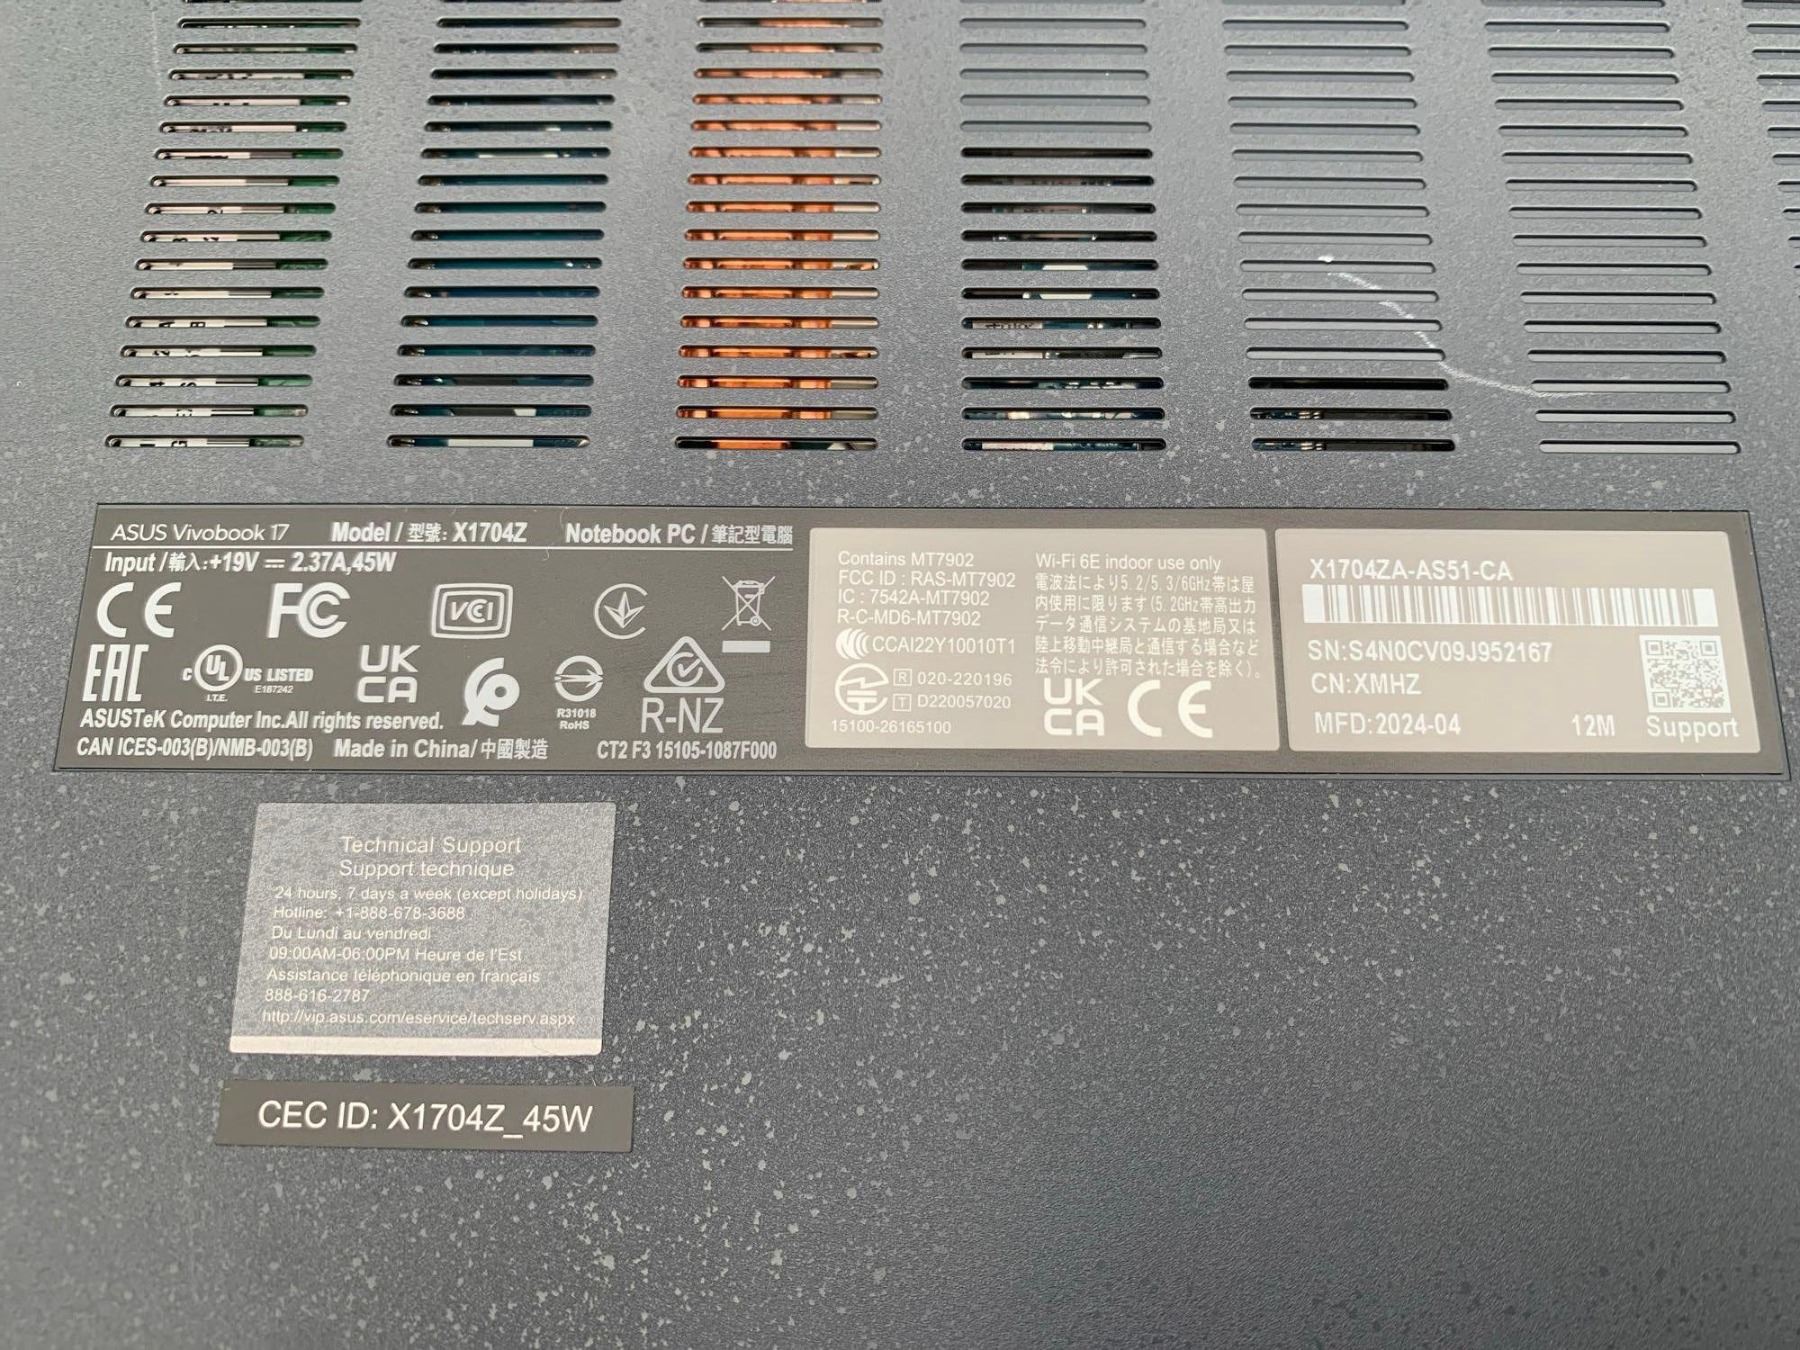 ASUS Vivobook 17 Model / 型號: X1704Z Notebook PC / 筆記型電腦
Input / 輸入: +19V ⎓ 2.37A, 45W
CE FC VCCI
EAC c UL US LISTED
I.T.E. E187242
UK CA
R31018
RoHS
R-NZ
ASUSTeK Computer Inc. All rights reserved.
CAN ICES-003(B)/NMB-003(B) Made in China/ 中國製造 CT2 F3 15105-1087F000
Contains MT7902
FCC ID : RAS-MT7902
IC : 7542A-MT7902
R-C-MD6-MT7902
CCAI22Y10010T1
R 020-220196
T D220057020
15100-26165100
Wi-Fi 6E indoor use only
電波法により5.2/5.3/6GHz帯は屋
内使用に限ります(5.2GHz帯高出力
データ通信システムの基地局又は
陸上移動中継局と通信する場合など
法令により許可された場合を除く)。
UK CA CE
X1704ZA-AS51-CA
SN:S4N0CV09J952167
CN:XMHZ
MFD:2024-04 12M Support
Technical Support
Support technique
24 hours, 7 days a week (except holidays)
Hotline: +1-888-678-3688
Du Lundi au vendredi
09:00AM-06:00PM Heure de l'Est
Assistance téléphonique en français
888-616-2787
http://vip.asus.com/eservice/techserv.aspx
CEC ID: X1704Z_45W